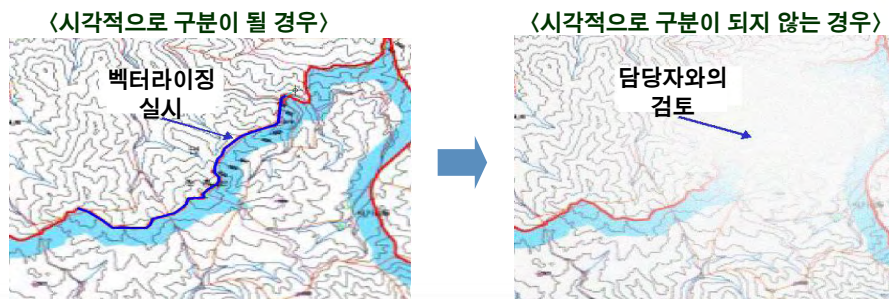 〈시각적으로 구분이 될 경우〉
〈시각적으로 구분이 되지 않는 경우〉
벡터라이징
실시
담당자와의
검토